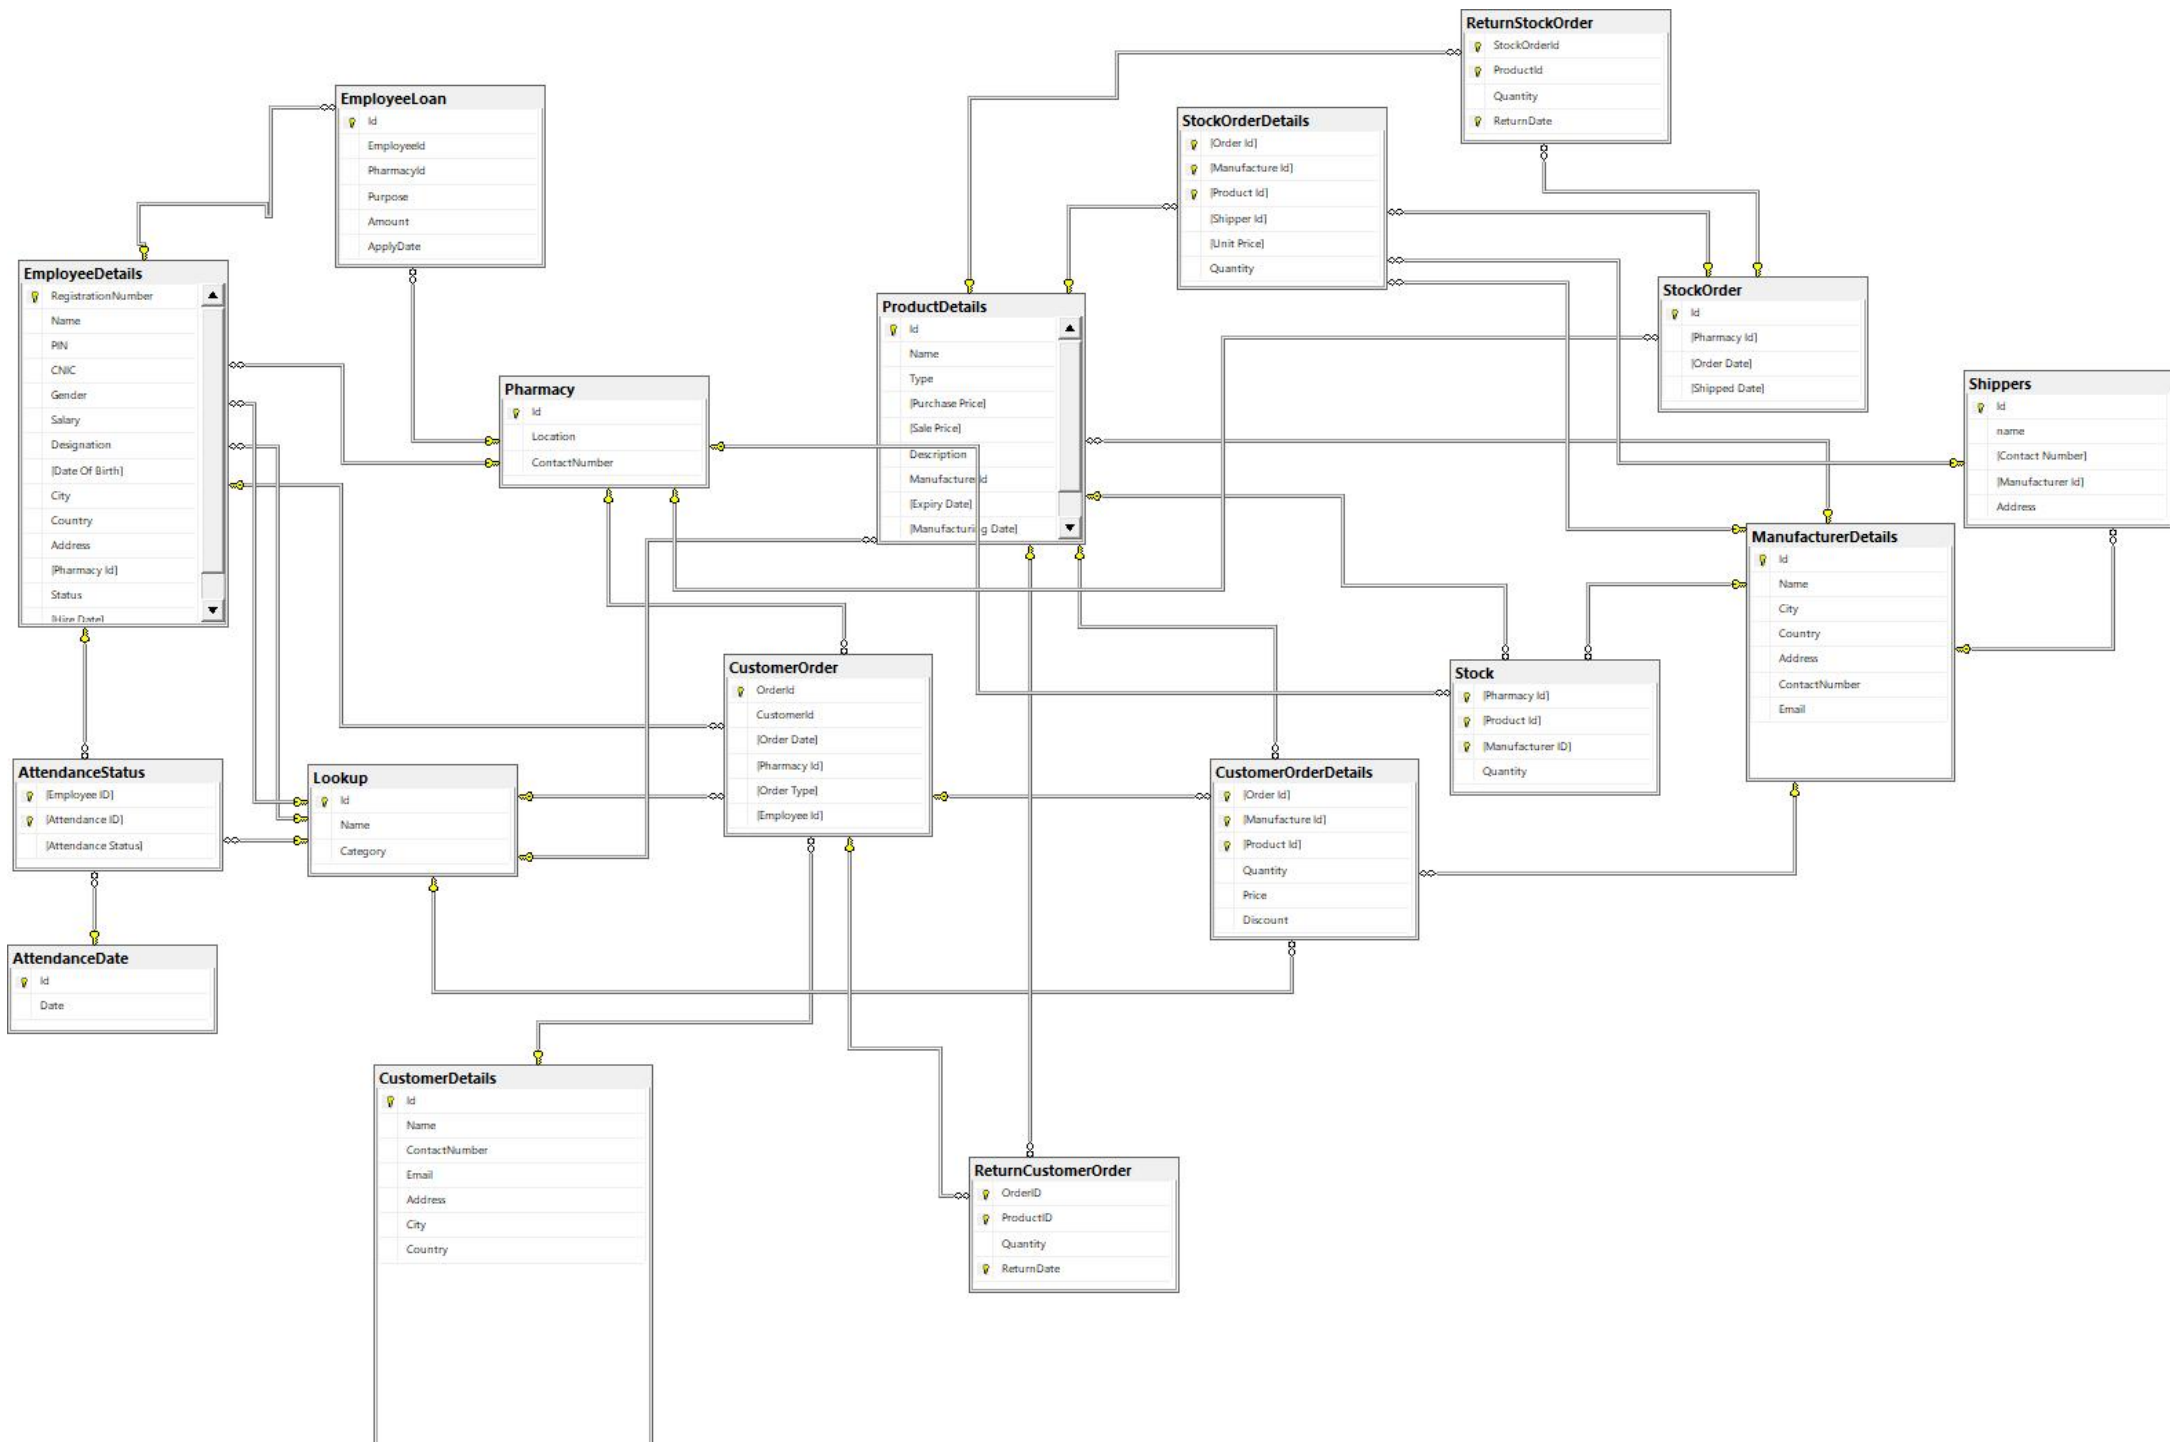 ReturnStockOrder
StockOrderId
ProductId
Quantity
ReturnDate
EmployeeLoan
Id
EmployeeId
PharmacyId
Purpose
Amount
ApplyDate
StockOrderDetails
[Order Id]
[Manufacture Id]
[Product Id]
[Shipper Id]
[Unit Price]
Quantity
EmployeeDetails
RegistrationNumber
Name
PIN
CNIC
Gender
Salary
Designation
[Date Of Birth]
City
Country
Address
[Pharmacy Id]
Status
[Hire Date]
StockOrder
Id
[Pharmacy Id]
[Order Date]
[Shipped Date]
ProductDetails
Id
Name
Type
[Purchase Price]
[Sale Price]
Description
ManufactureId
[Expiry Date]
[Manufacturing Date]
Pharmacy
Id
Location
ContactNumber
Shippers
Id
name
[Contact Number]
[Manufacturer Id]
Address
ManufacturerDetails
Id
Name
City
Country
Address
ContactNumber
Email
CustomerOrder
OrderId
CustomerId
[Order Date]
[Pharmacy Id]
[Order Type]
[Employee Id]
Stock
[Pharmacy Id]
[Product Id]
[Manufacturer ID]
Quantity
AttendanceStatus
[Employee ID]
[Attendance ID]
[Attendance Status]
Lookup
Id
Name
Category
CustomerOrderDetails
[Order Id]
[Manufacture Id]
[Product Id]
Quantity
Price
Discount
AttendanceDate
Id
Date
CustomerDetails
Id
Name
ContactNumber
Email
Address
City
Country
ReturnCustomerOrder
OrderID
ProductID
Quantity
ReturnDate